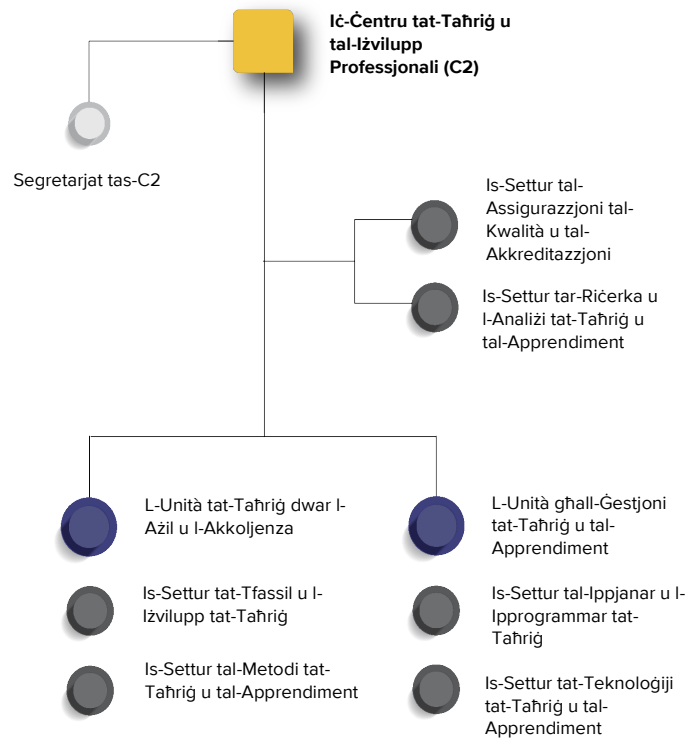 Iċ-Ċentru tat-Taħriġ u
tal-Iżvilupp
Professjonali (C2)
Segretarjat tas-C2
Is-Settur tal-
Assigurazzjoni tal-
Kwalità u tal-
Akkreditazzjoni
Is-Settur tar-Riċerka u
l-Analiżi tat-Taħriġ u
tal-Apprendiment
L-Unità tat-Taħriġ dwar l-
Ażil u l-Akkoljenza
Is-Settur tat-Tfassil u l-
Iżvilupp tat-Taħriġ
Is-Settur tal-Metodi tat-
Taħriġ u tal-Apprendiment
L-Unità għall-Ġestjoni
tat-Taħriġ u tal-
Apprendiment
Is-Settur tal-Ippjanar u l-
Ipprogrammar tat-
Taħriġ
Is-Settur tat-Teknoloġiji
tat-Taħriġ u tal-
Apprendiment